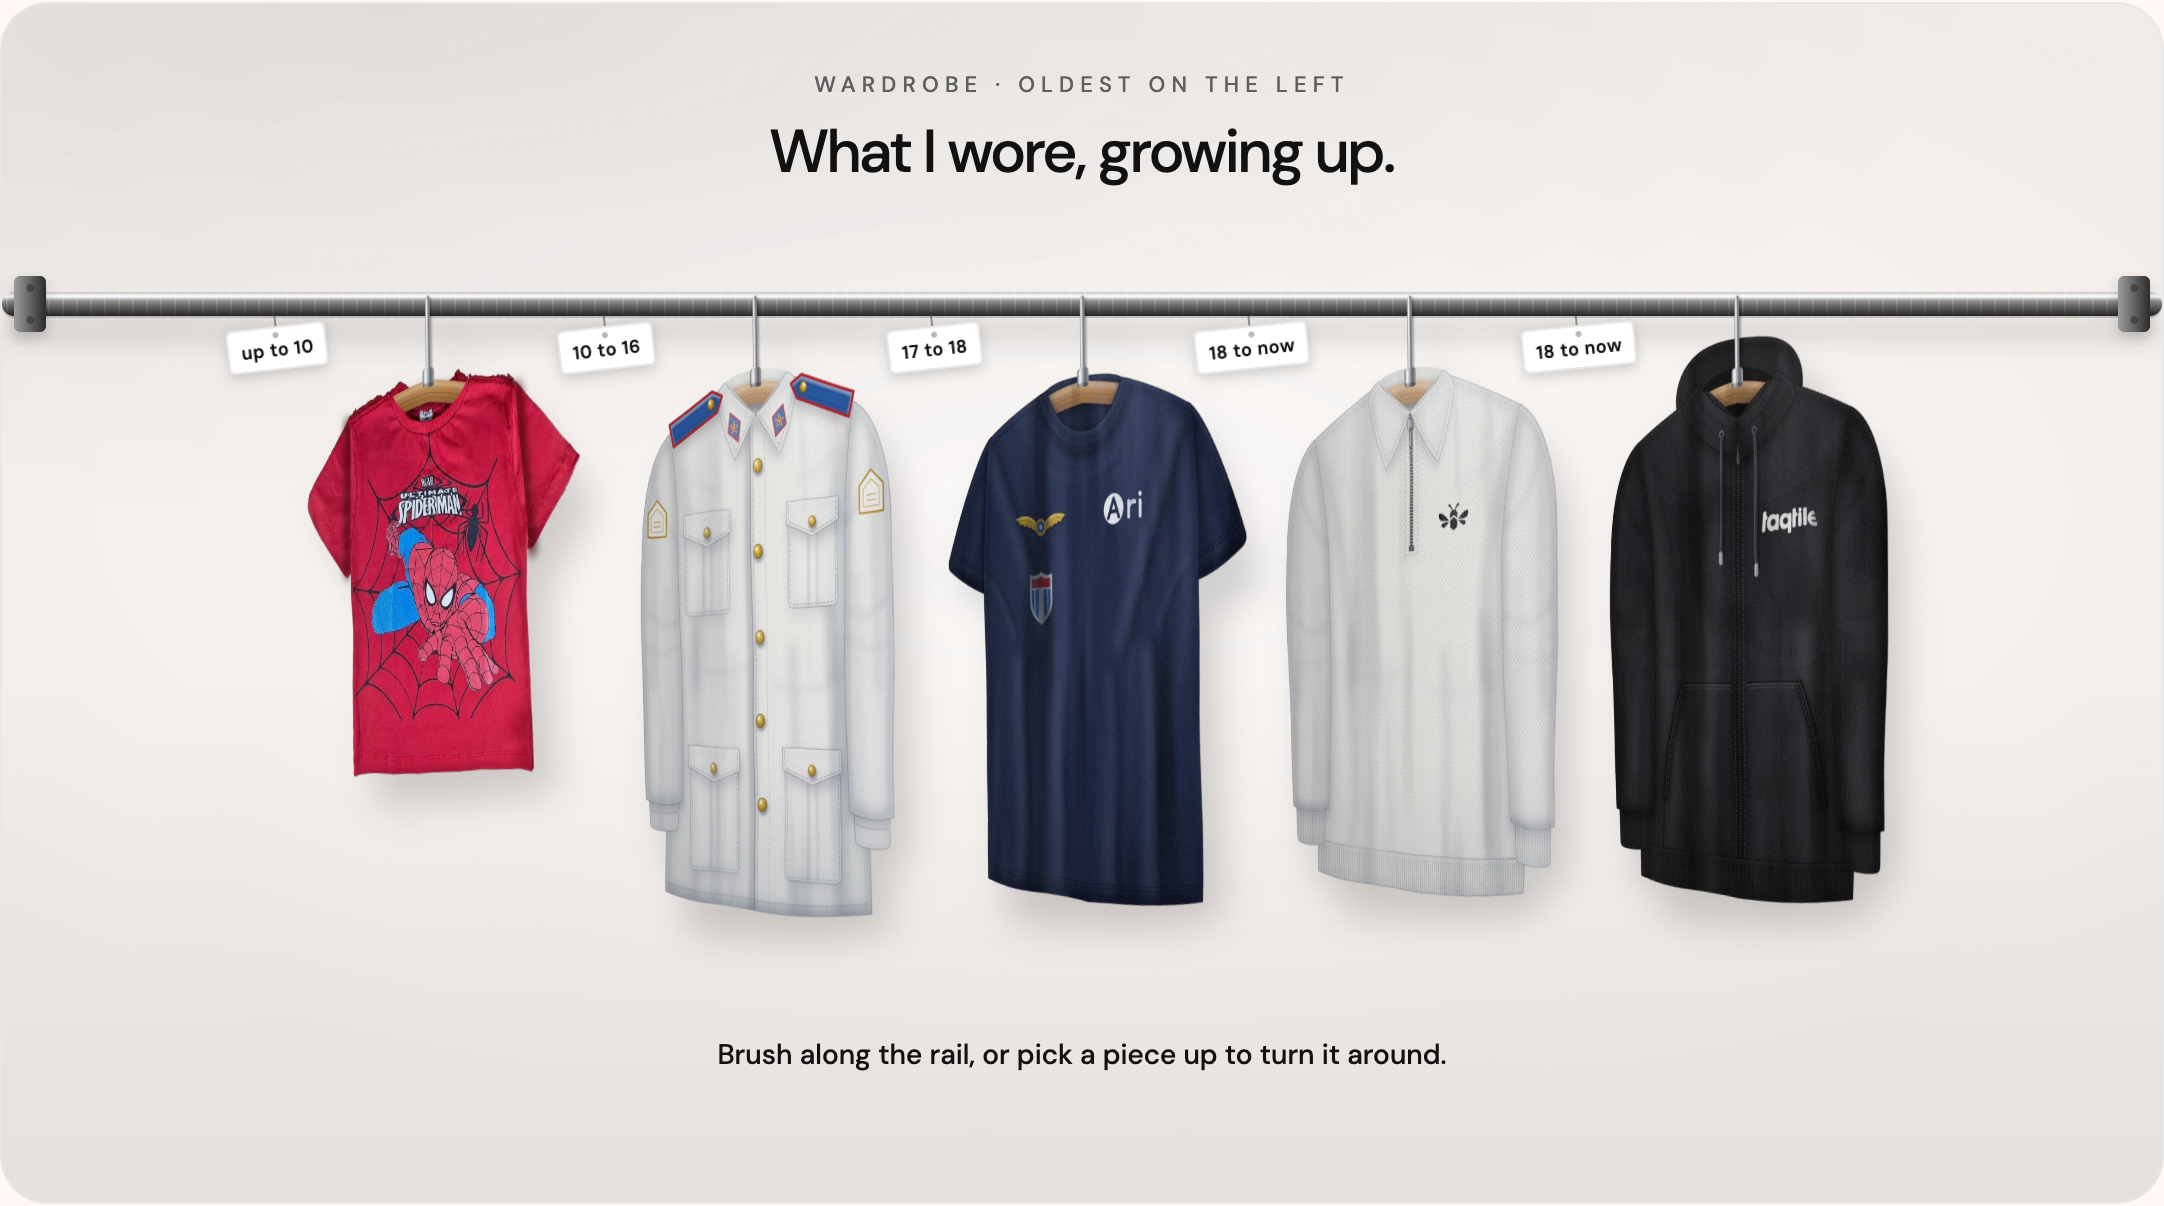 WARDROBE · OLDEST ON THE LEFT
What I wore, growing up.
up to 10
10 to 16
17 to 18
18 to now
18 to now
ULTIMATE
SPIDER-MAN
Ari
taqtile
Brush along the rail, or pick a piece up to turn it around.